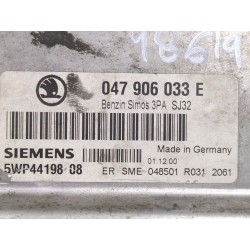 98619
047 906 033 E
Benzin Simos 3PA SJ32
Made in Germany
SIEMENS
01.12.00
5WP44198 08
ER SME 048501 R031 2061